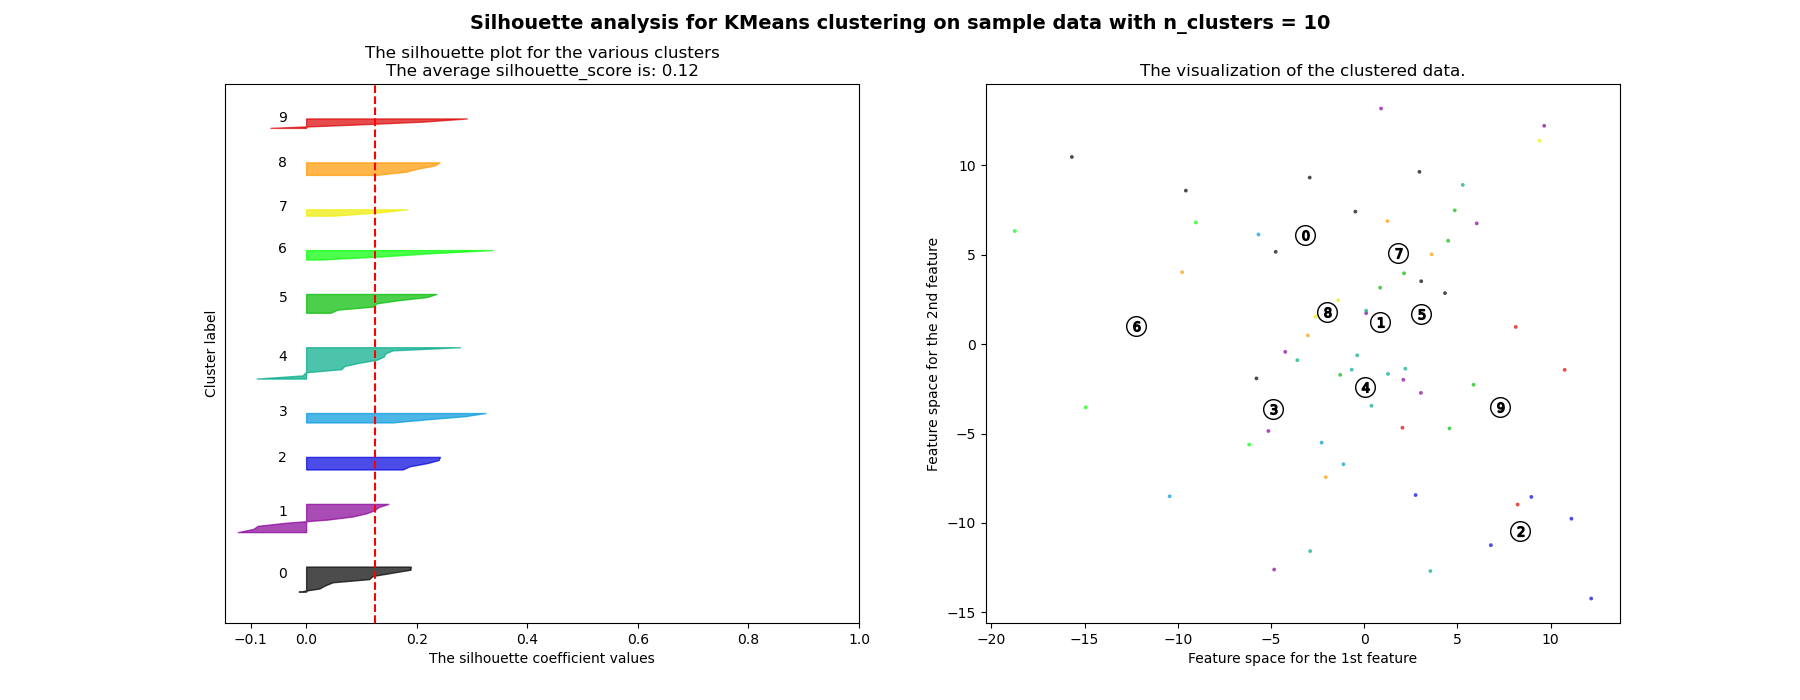 Silhouette analysis for KMeans clustering on sample data with n_clusters = 10
The silhouette plot for the various clusters
The average silhouette_score is: 0.12
9
8
7
6
5
4
3
2
1
0
Cluster label
−0.1 0.0 0.2 0.4 0.6 0.8 1.0
The silhouette coefficient values
The visualization of the clustered data.
10
5
0
−5
−10
−15
Feature space for the 2nd feature
0
7
8
1
5
6
4
3
9
2
−20 −15 −10 −5 0 5 10
Feature space for the 1st feature